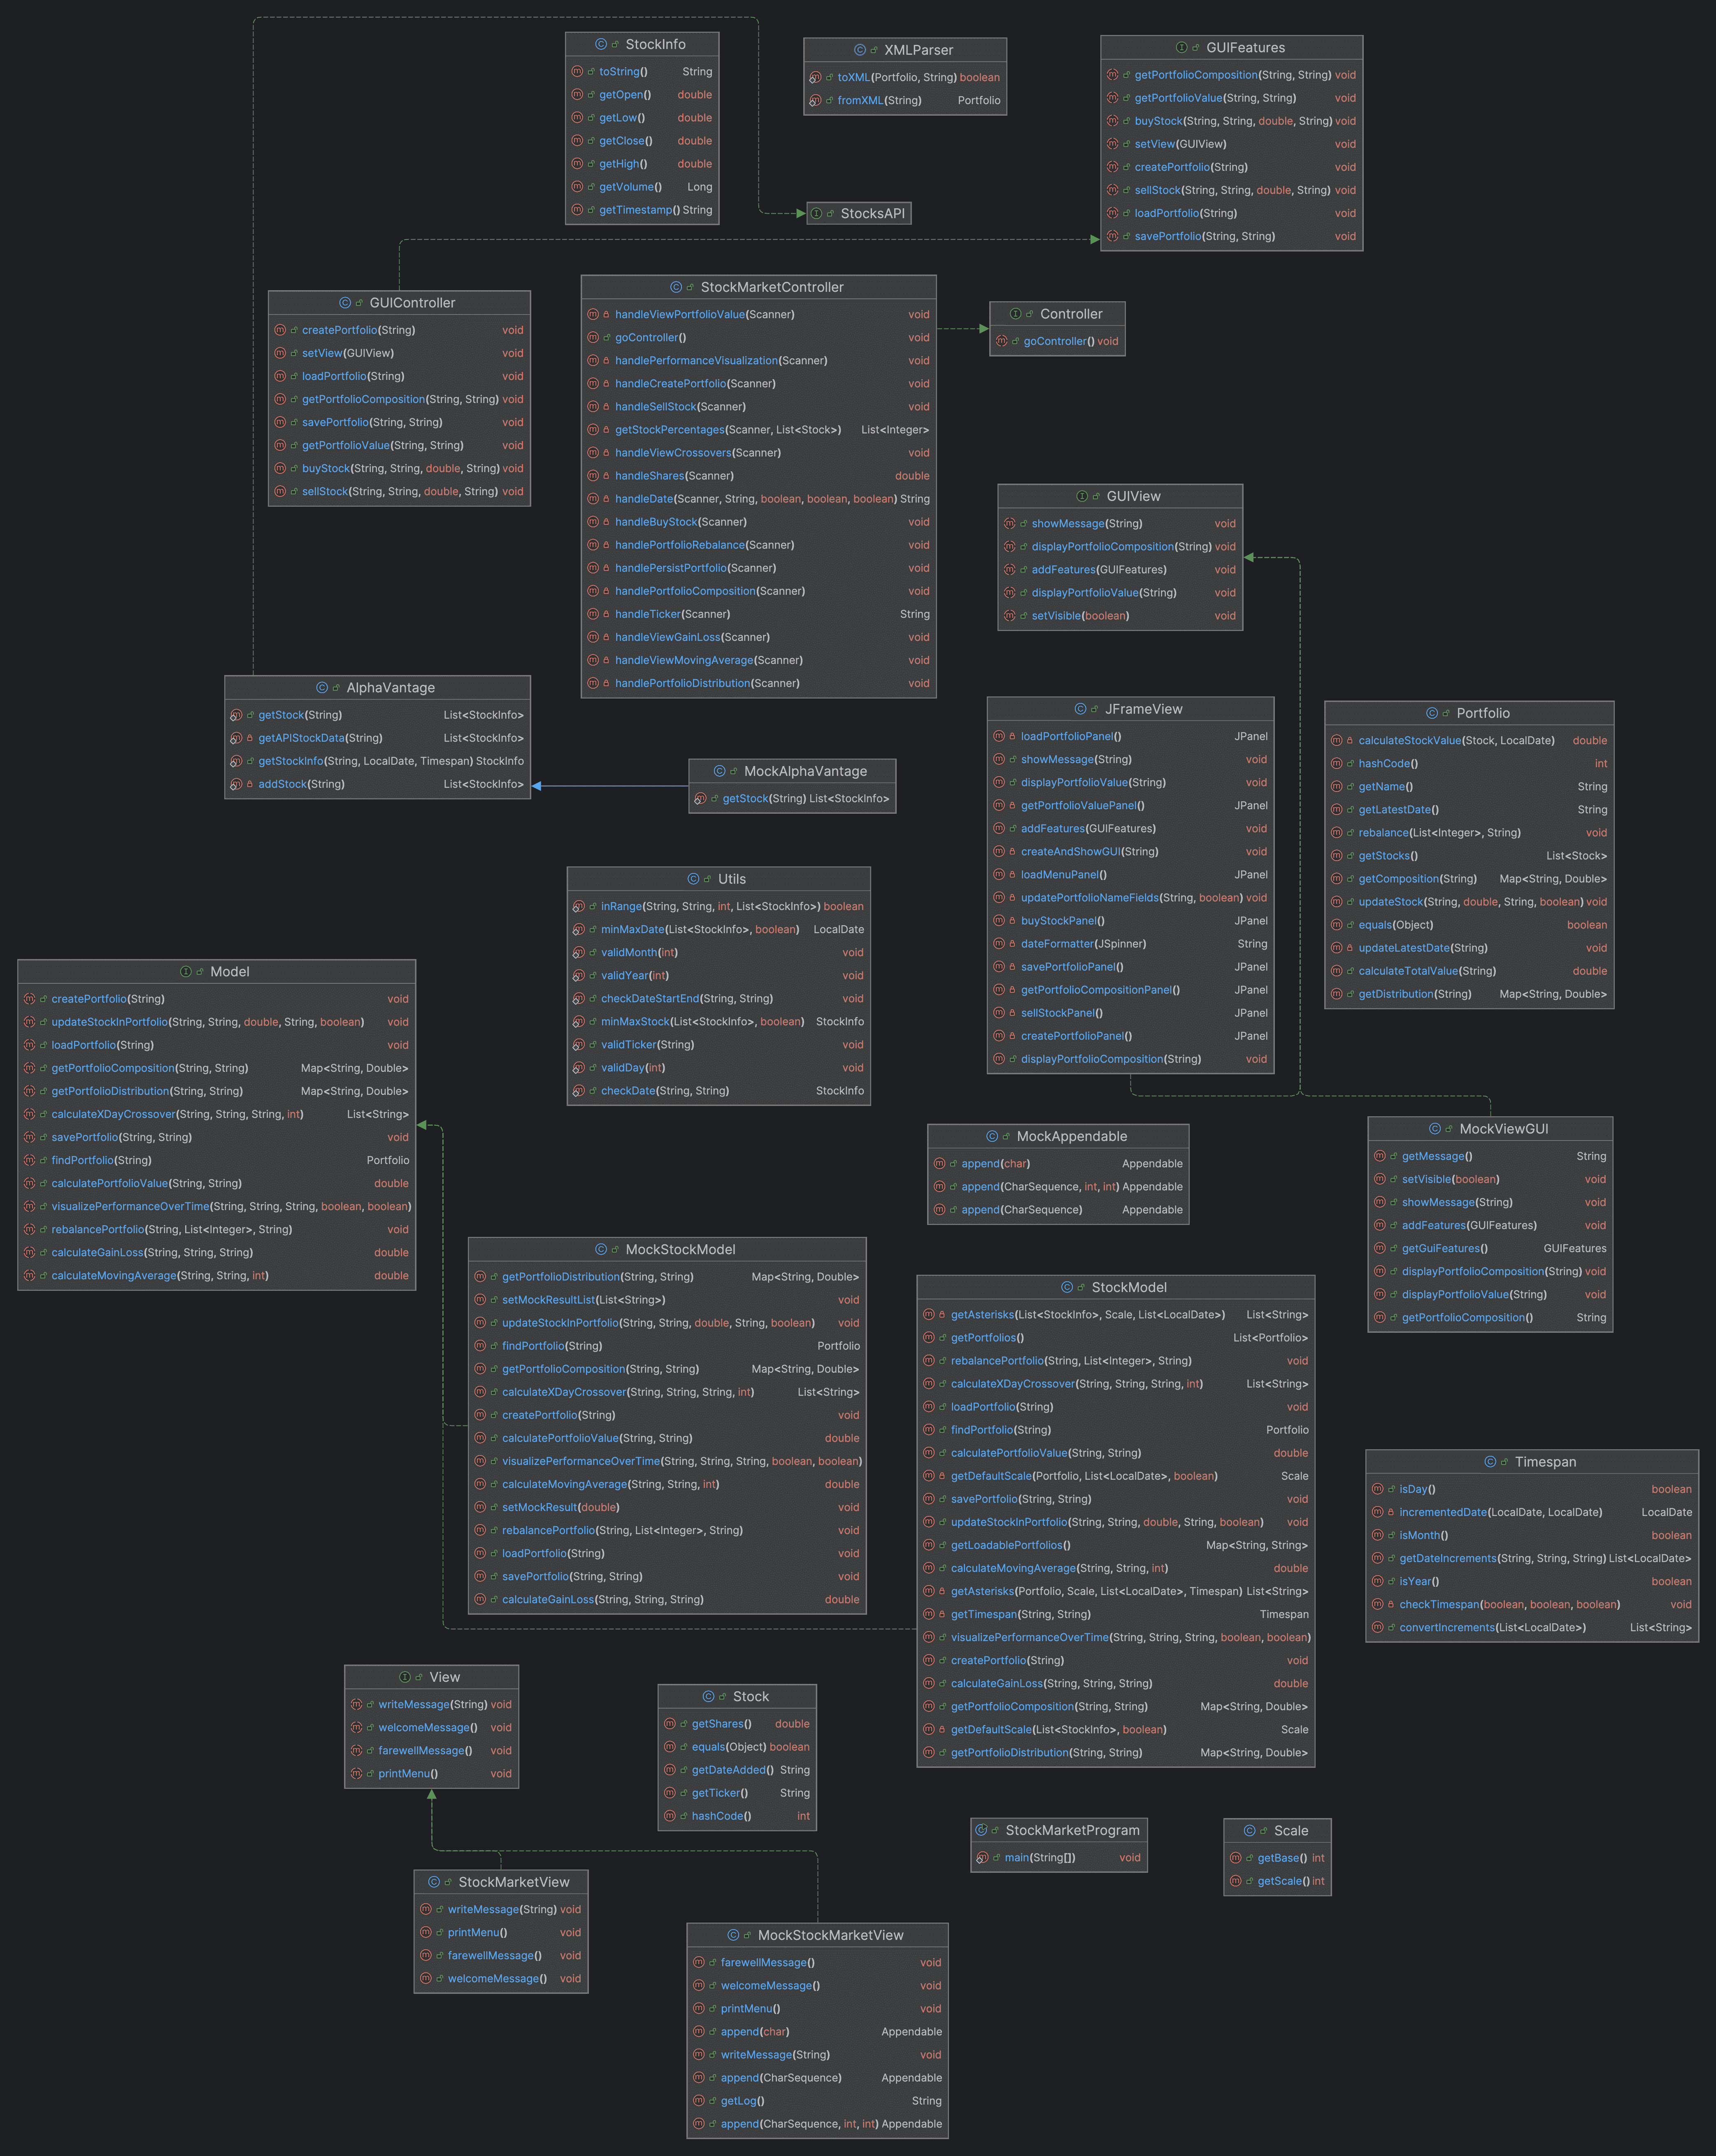 StockInfo
toString() String
getOpen() double
getLow() double
getClose() double
getHigh() double
getVolume() Long
getTimestamp() String
XMLParser
toXML(Portfolio, String) boolean
fromXML(String) Portfolio
GUIFeatures
getPortfolioComposition(String, String) void
getPortfolioValue(String, String) void
buyStock(String, String, double, String) void
setView(GUIView) void
createPortfolio(String) void
sellStock(String, String, double, String) void
loadPortfolio(String) void
savePortfolio(String, String) void
StocksAPI
GUIController
createPortfolio(String) void
setView(GUIView) void
loadPortfolio(String) void
getPortfolioComposition(String, String) void
savePortfolio(String, String) void
getPortfolioValue(String, String) void
buyStock(String, String, double, String) void
sellStock(String, String, double, String) void
StockMarketController
handleViewPortfolioValue(Scanner) void
goController() void
handlePerformanceVisualization(Scanner) void
handleCreatePortfolio(Scanner) void
handleSellStock(Scanner) void
getStockPercentages(Scanner, List<Stock>) List<Integer>
handleViewCrossovers(Scanner) void
handleShares(Scanner) double
handleDate(Scanner, String, boolean, boolean, boolean) String
handleBuyStock(Scanner) void
handlePortfolioRebalance(Scanner) void
handlePersistPortfolio(Scanner) void
handlePortfolioComposition(Scanner) void
handleTicker(Scanner) String
handleViewGainLoss(Scanner) void
handleViewMovingAverage(Scanner) void
handlePortfolioDistribution(Scanner) void
Controller
goController() void
GUIView
showMessage(String) void
displayPortfolioComposition(String) void
addFeatures(GUIFeatures) void
displayPortfolioValue(String) void
setVisible(boolean) void
AlphaVantage
getStock(String) List<StockInfo>
getAPIStockData(String) List<StockInfo>
getStockInfo(String, LocalDate, Timespan) StockInfo
addStock(String) List<StockInfo>
MockAlphaVantage
getStock(String) List<StockInfo>
JFrameView
loadPortfolioPanel() JPanel
showMessage(String) void
displayPortfolioValue(String) void
getPortfolioValuePanel() JPanel
addFeatures(GUIFeatures) void
createAndShowGUI(String) void
loadMenuPanel() JPanel
updatePortfolioNameFields(String, boolean) void
buyStockPanel() JPanel
dateFormatter(JSpinner) String
savePortfolioPanel() JPanel
getPortfolioCompositionPanel() JPanel
sellStockPanel() JPanel
createPortfolioPanel() JPanel
displayPortfolioComposition(String) void
Portfolio
calculateStockValue(Stock, LocalDate) double
hashCode() int
getName() String
getLatestDate() String
rebalance(List<Integer>, String) void
getStocks() List<Stock>
getComposition(String) Map<String, Double>
updateStock(String, double, String, boolean) void
equals(Object) boolean
updateLatestDate(String) void
calculateTotalValue(String) double
getDistribution(String) Map<String, Double>
Utils
inRange(String, String, int, List<StockInfo>) boolean
minMaxDate(List<StockInfo>, boolean) LocalDate
validMonth(int) void
validYear(int) void
checkDateStartEnd(String, String) void
minMaxStock(List<StockInfo>, boolean) StockInfo
validTicker(String) void
validDay(int) void
checkDate(String, String) StockInfo
Model
createPortfolio(String) void
updateStockInPortfolio(String, String, double, String, boolean) void
loadPortfolio(String) void
getPortfolioComposition(String, String) Map<String, Double>
getPortfolioDistribution(String, String) Map<String, Double>
calculateXDayCrossover(String, String, String, int) List<String>
savePortfolio(String, String) void
findPortfolio(String) Portfolio
calculatePortfolioValue(String, String) double
visualizePerformanceOverTime(String, String, String, boolean, boolean)
rebalancePortfolio(String, List<Integer>, String) void
calculateGainLoss(String, String, String) double
calculateMovingAverage(String, String, int) double
MockAppendable
append(char) Appendable
append(CharSequence, int, int) Appendable
append(CharSequence) Appendable
MockViewGUI
getMessage() String
setVisible(boolean) void
showMessage(String) void
addFeatures(GUIFeatures) void
getGuiFeatures() GUIFeatures
displayPortfolioComposition(String) void
displayPortfolioValue(String) void
getPortfolioComposition() String
MockStockModel
getPortfolioDistribution(String, String) Map<String, Double>
setMockResultList(List<String>) void
updateStockInPortfolio(String, String, double, String, boolean) void
findPortfolio(String) Portfolio
getPortfolioComposition(String, String) Map<String, Double>
calculateXDayCrossover(String, String, String, int) List<String>
createPortfolio(String) void
calculatePortfolioValue(String, String) double
visualizePerformanceOverTime(String, String, String, boolean, boolean)
calculateMovingAverage(String, String, int) double
setMockResult(double) void
rebalancePortfolio(String, List<Integer>, String) void
loadPortfolio(String) void
savePortfolio(String, String) void
calculateGainLoss(String, String, String) double
StockModel
getAsterisks(List<StockInfo>, Scale, List<LocalDate>) List<String>
getPortfolios() List<Portfolio>
rebalancePortfolio(String, List<Integer>, String) void
calculateXDayCrossover(String, String, String, int) List<String>
loadPortfolio(String) void
findPortfolio(String) Portfolio
calculatePortfolioValue(String, String) double
getDefaultScale(Portfolio, List<LocalDate>, boolean) Scale
savePortfolio(String, String) void
updateStockInPortfolio(String, String, double, String, boolean) void
getLoadablePortfolios() Map<String, String>
calculateMovingAverage(String, String, int) double
getAsterisks(Portfolio, Scale, List<LocalDate>, Timespan) List<String>
getTimespan(String, String) Timespan
visualizePerformanceOverTime(String, String, String, boolean, boolean)
createPortfolio(String) void
calculateGainLoss(String, String, String) double
getPortfolioComposition(String, String) Map<String, Double>
getDefaultScale(List<StockInfo>, boolean) Scale
getPortfolioDistribution(String, String) Map<String, Double>
Timespan
isDay() boolean
incrementedDate(LocalDate, LocalDate) LocalDate
isMonth() boolean
getDateIncrements(String, String, String) List<LocalDate>
isYear() boolean
checkTimespan(boolean, boolean, boolean) void
convertIncrements(List<LocalDate>) List<String>
View
writeMessage(String) void
welcomeMessage() void
farewellMessage() void
printMenu() void
Stock
getShares() double
equals(Object) boolean
getDateAdded() String
getTicker() String
hashCode() int
StockMarketProgram
main(String[]) void
Scale
getBase() int
getScale() int
StockMarketView
writeMessage(String) void
printMenu() void
farewellMessage() void
welcomeMessage() void
MockStockMarketView
farewellMessage() void
welcomeMessage() void
printMenu() void
append(char) Appendable
writeMessage(String) void
append(CharSequence) Appendable
getLog() String
append(CharSequence, int, int) Appendable